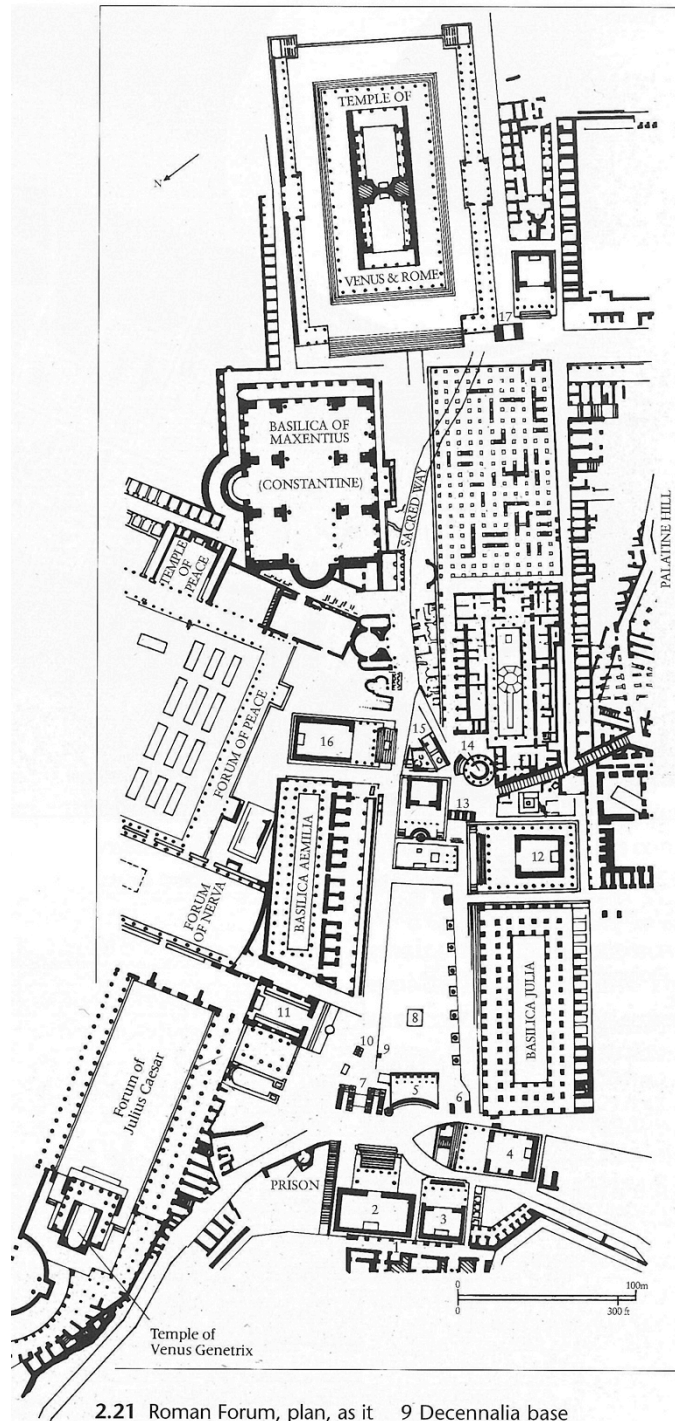 TEMPLE OF
N
VENUS & ROME
17
BASILICA OF
MAXENTIUS
(CONSTANTINE)
SACRED WAY
TEMPLE
OF
PEACE
PALATINE HILL
FORUM OF PEACE
16
15
14
13
12
BASILICA AEMILIA
FORUM
OF NERVA
BASILICA JULIA
11
8
10
9
7
5
6
Forum of
Julius Caesar
4
PRISON
2
3
1
0 100m
0 300 ft
Temple of
Venus Genetrix
2.21 Roman Forum, plan, as it 9 Decennalia base